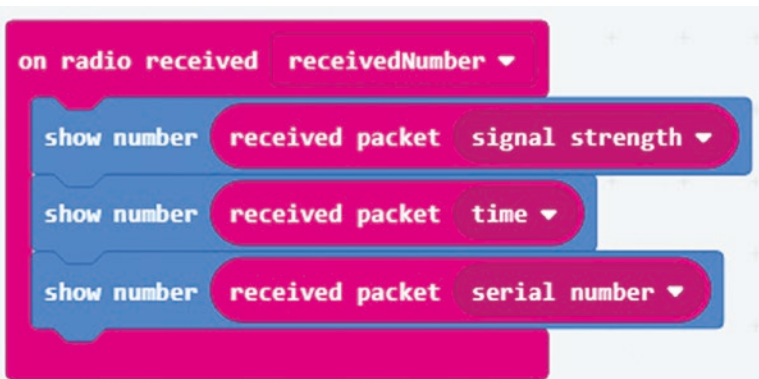 on radio received receivedNumber
show number received packet signal strength
show number received packet time
show number received packet serial number